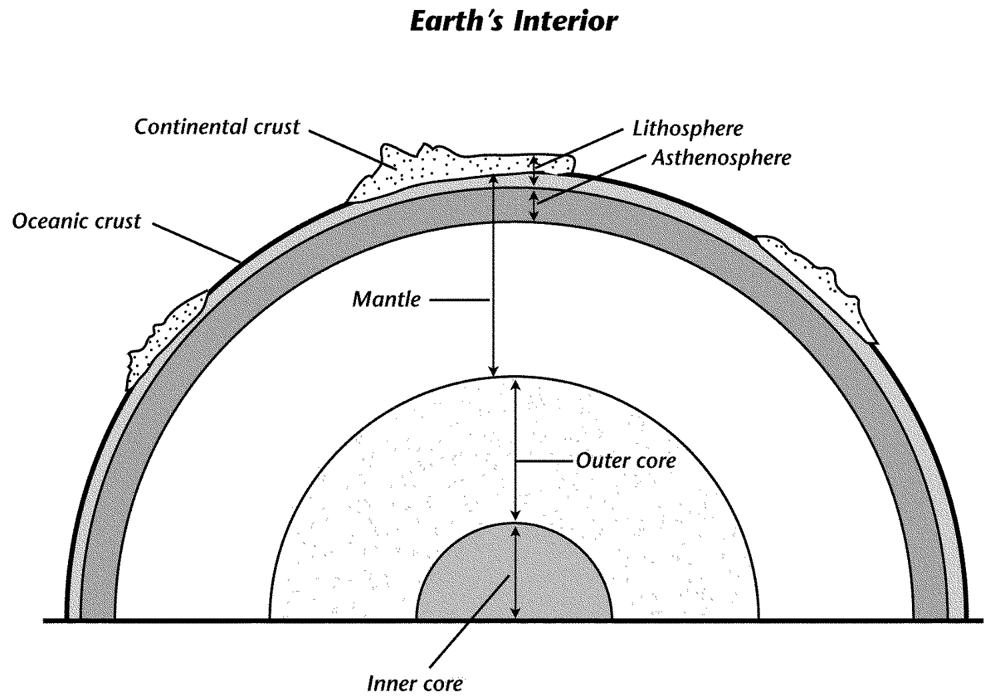 Earth's Interior
Continental crust
Lithosphere
Asthenosphere
Oceanic crust
Mantle
Outer core
Inner core